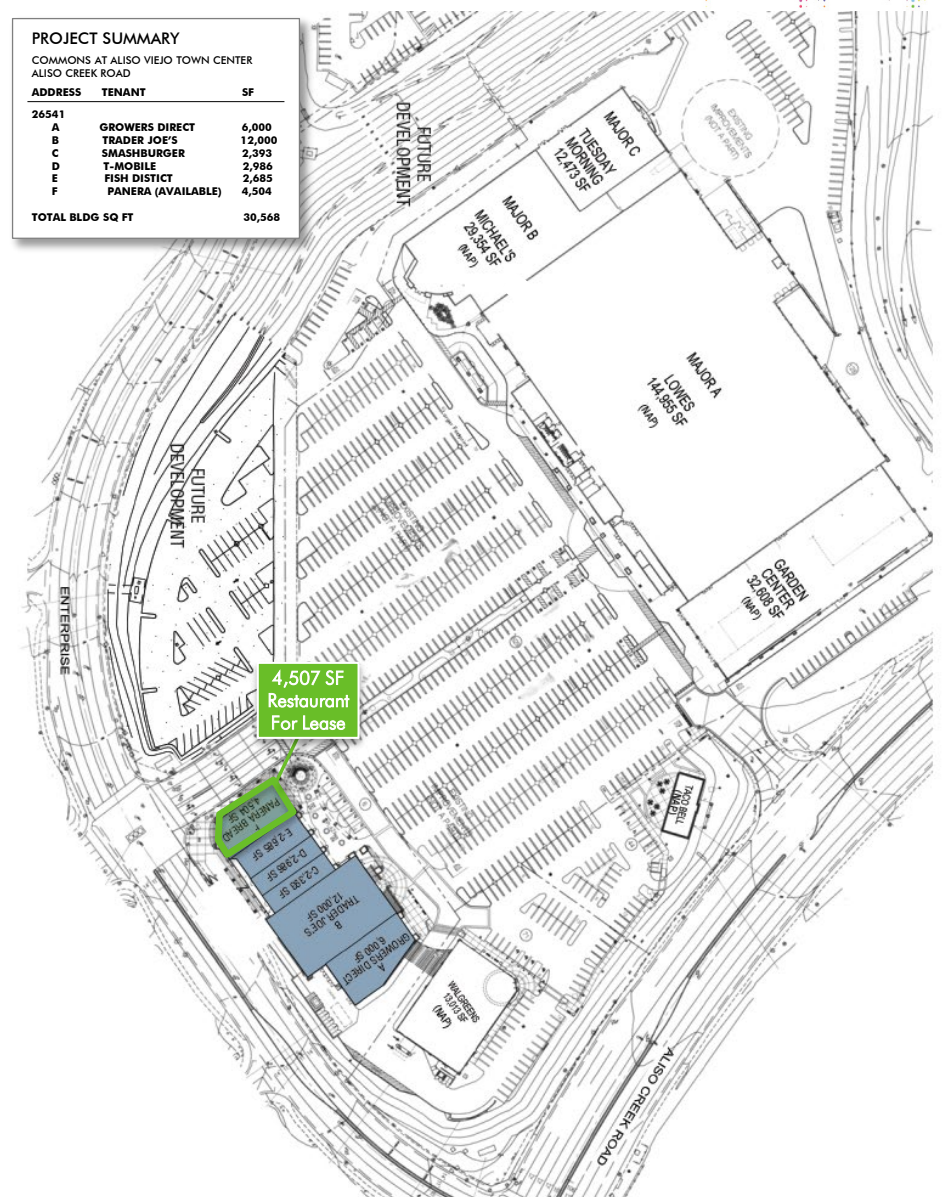 PROJECT SUMMARY
COMMONS AT ALISO VIEJO TOWN CENTER
ALISO CREEK ROAD
ADDRESS TENANT SF
26541
A GROWERS DIRECT 6,000
B TRADER JOE'S 12,000
C SMASHBURGER 2,393
D T-MOBILE 2,986
E FISH DISTICT 2,685
F PANERA (AVAILABLE) 4,504
TOTAL BLDG SQ FT 30,568
FUTURE
DEVELOPMENT
EXISTING
IMPROVEMENTS
(NOT A PART)
MAJOR C
TUESDAY
MORNING
12,473 SF
MAJOR B
MICHAEL'S
29,354 SF
(NAP)
MAJOR A
LOWES
144,955 SF
(NAP)
FUTURE
DEVELOPMENT
GARDEN
CENTER
32,608 SF
(NAP)
ENTERPRISE
4,507 SF
Restaurant
For Lease
PANERA BREAD
4,504 SF
F
E-2,685 SF
D-2,986 SF
C-2,393 SF
TRADER JOE'S
12,000 SF
B
GROWERS DIRECT
6,000 SF
A
TACO BELL
(NAP)
WALGREENS
13,013 SF
(NAP)
ALISO CREEK ROAD